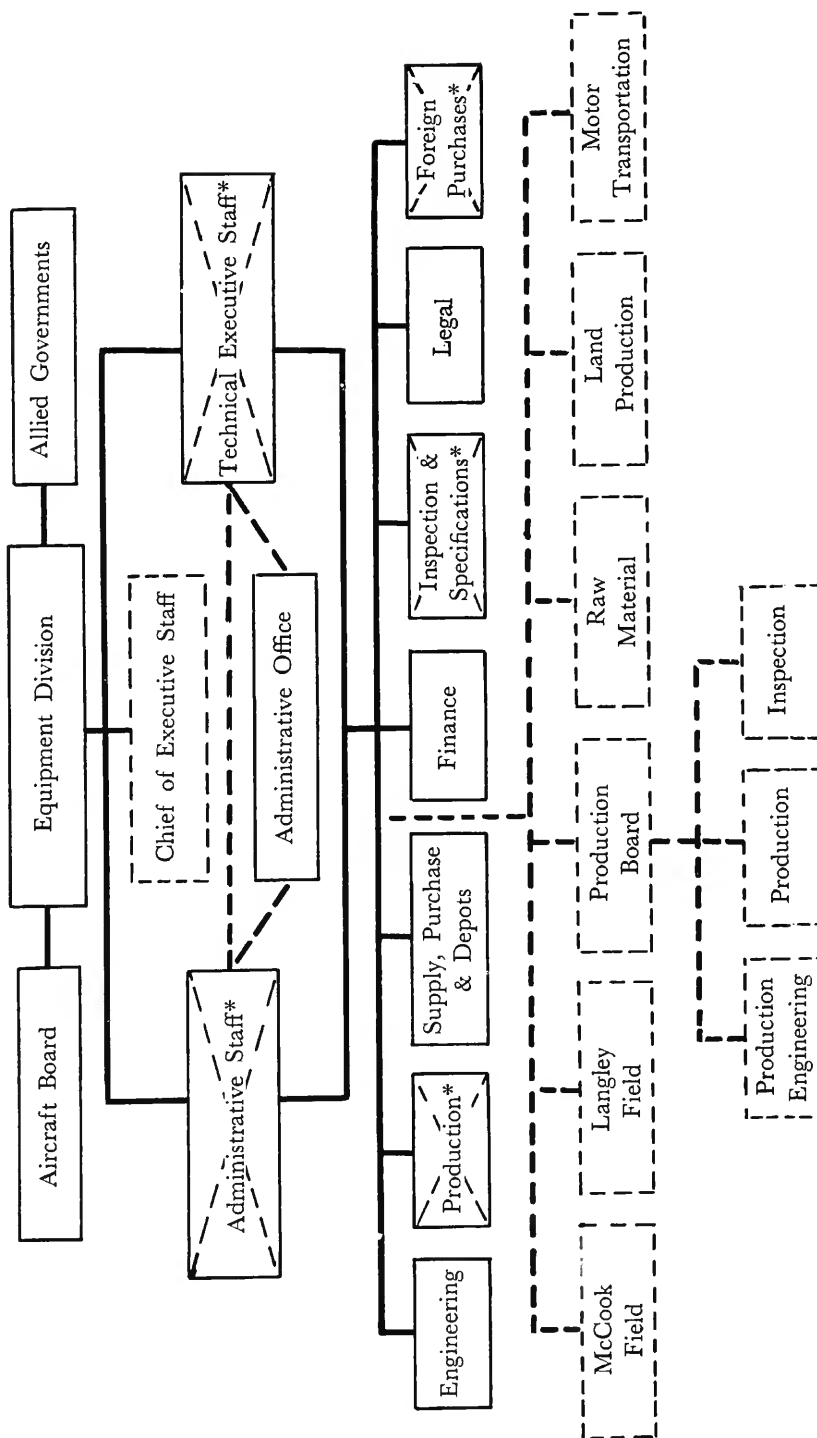 Aircraft Board
Equipment Division
Allied Governments
Chief of Executive Staff
Administrative Staff*
Technical Executive Staff*
Administrative Office
Engineering
Production*
Supply, Purchase
& Depots
Finance
Inspection &
Specifications*
Legal
Foreign
Purchases*
McCook
Field
Langley
Field
Production
Board
Raw
Material
Land
Production
Motor
Transportation
Production
Engineering
Production
Inspection